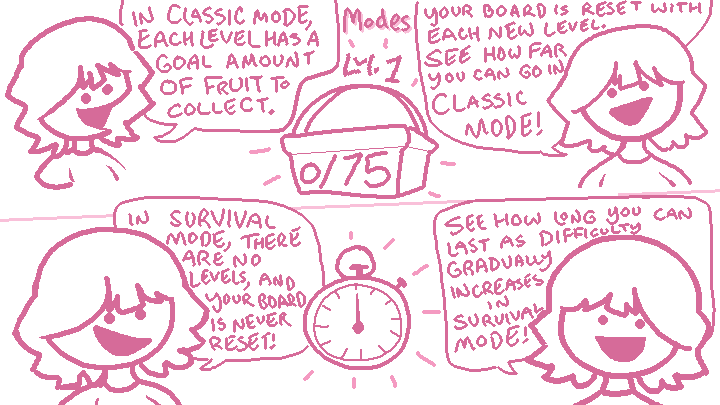 IN CLASSIC MODE,
EACH LEVEL HAS A
GOAL AMOUNT
OF FRUIT TO
COLLECT.
Modes
Lvl. 1
0/75
YOUR BOARD IS RESET WITH
EACH NEW LEVEL.
SEE HOW FAR
YOU CAN GO IN
CLASSIC
MODE!
IN SURVIVAL
MODE, THERE
ARE NO
LEVELS, AND
YOUR BOARD
IS NEVER
RESET!
SEE HOW LONG YOU CAN
LAST AS DIFFICULTY
GRADUALLY
INCREASES
IN
SURVIVAL
MODE!